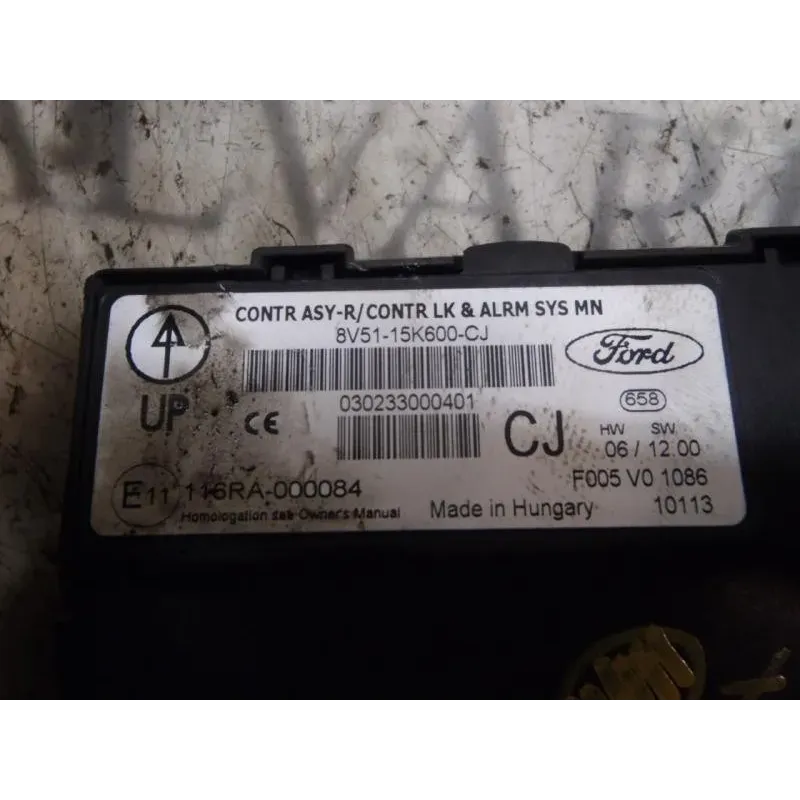 CONTR ASY-R/CONTR LK & ALRM SYS MN
8V51-15K600-CJ
Ford
UP
CE
030233000401
CJ
658
HW SW
06 / 12.00
E11 116RA-000084
F005 V0 1086
Homologation see Owner's Manual
Made in Hungary
10113